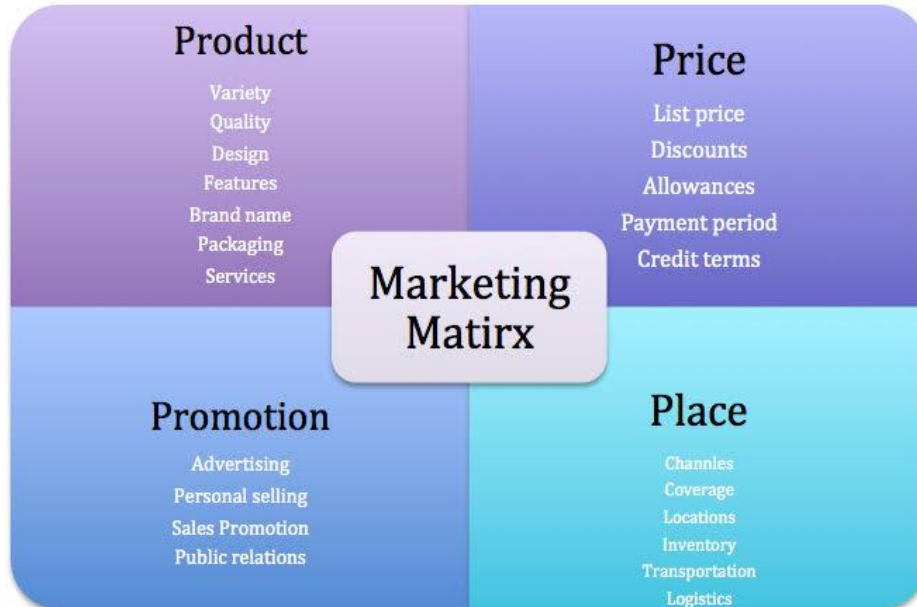 Product
Variety
Quality
Design
Features
Brand name
Packaging
Services
Price
List price
Discounts
Allowances
Payment period
Credit terms
Marketing
Matirx
Promotion
Advertising
Personal selling
Sales Promotion
Public relations
Place
Channles
Coverage
Locations
Inventory
Transportation
Logistics